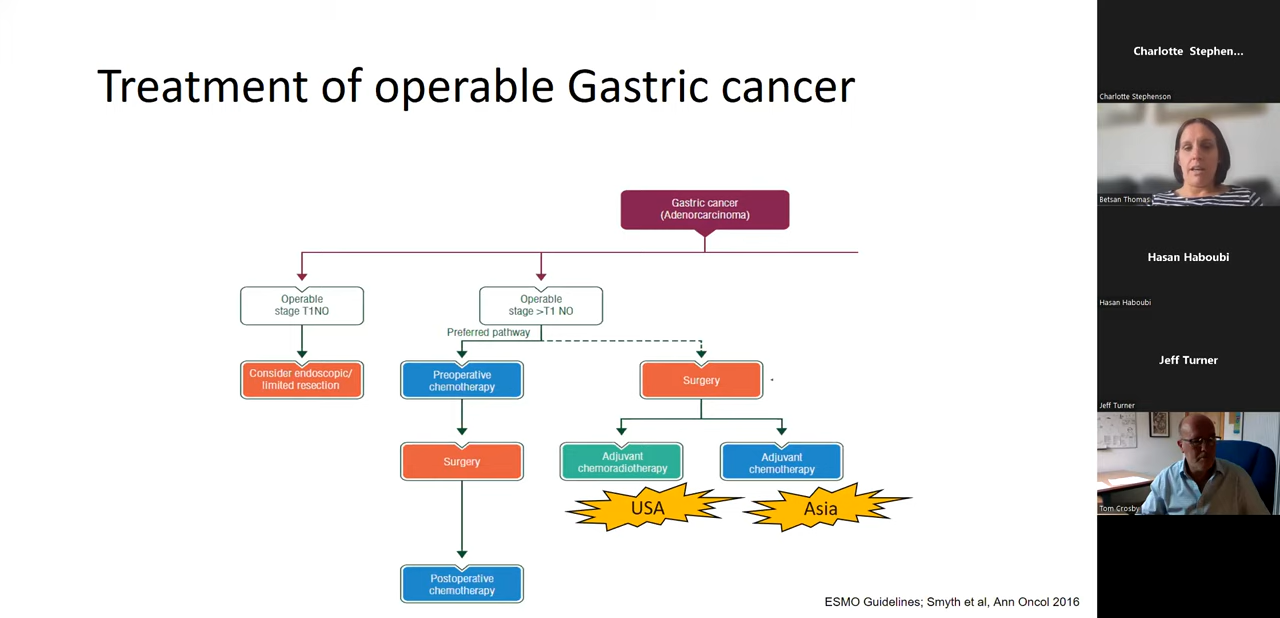 Treatment of operable Gastric cancer
Gastric cancer
(Adenorcarcinoma)
Operable
stage T1NO
Operable
stage >T1 NO
Preferred pathway
Consider endoscopic/
limited resection
Preoperative
chemotherapy
Surgery
Surgery
Adjuvant
chemoradiotherapy
Adjuvant
chemotherapy
USA
Asia
Postoperative
chemotherapy
ESMO Guidelines; Smyth et al, Ann Oncol 2016
Charlotte Stephen...
Charlotte Stephenson
Betsan Thomas
Hasan Haboubi
Hasan Haboubi
Jeff Turner
Jeff Turner
Tom Crosby